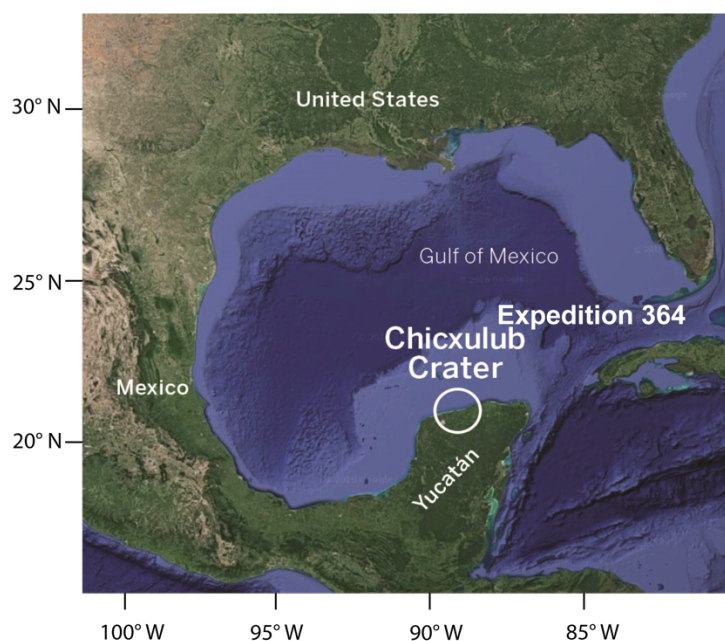 30° N
United States
Gulf of Mexico
25° N
Expedition 364
Chicxulub
Crater
Mexico
20° N
Yucatán
100° W
95° W
90° W
85° W